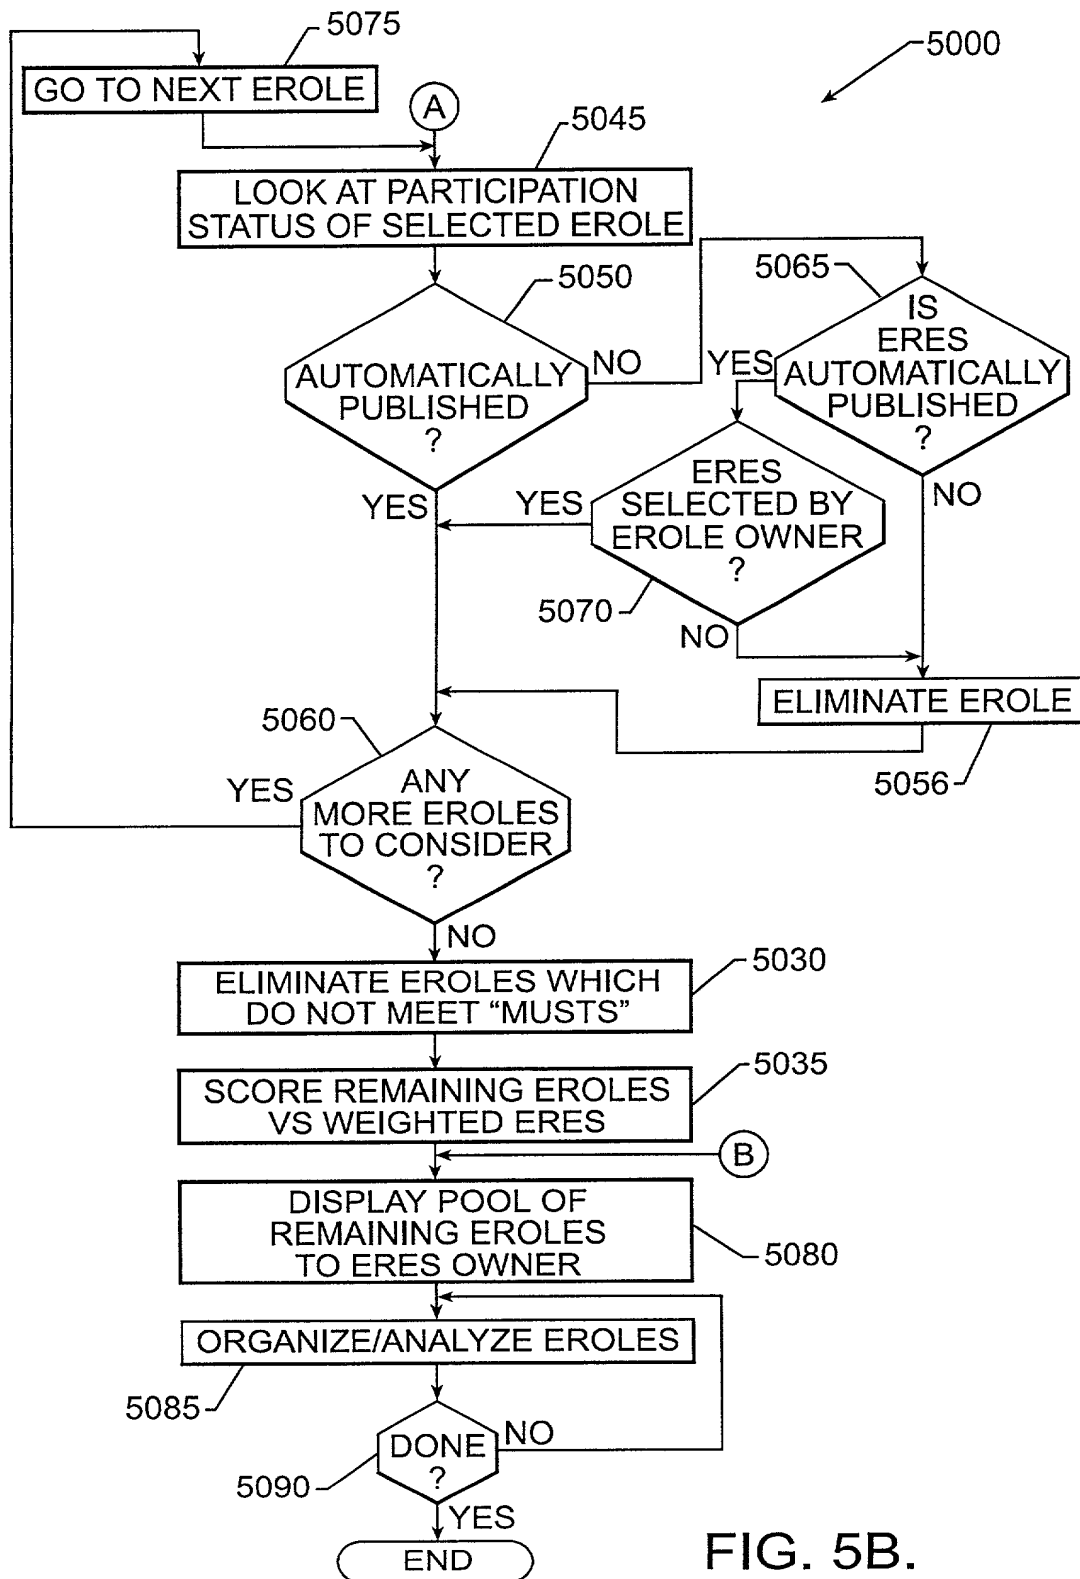 5075
5000
GO TO NEXT EROLE
A
5045
LOOK AT PARTICIPATION
STATUS OF SELECTED EROLE
5050
AUTOMATICALLY
PUBLISHED
?
NO
YES
5065
IS
ERES
AUTOMATICALLY
PUBLISHED
?
YES
NO
ERES
SELECTED BY
EROLE OWNER
?
YES
5070
NO
ELIMINATE EROLE
5056
5060
YES
ANY
MORE EROLES
TO CONSIDER
?
NO
ELIMINATE EROLES WHICH
DO NOT MEET “MUSTS”
5030
SCORE REMAINING EROLES
VS WEIGHTED ERES
5035
B
DISPLAY POOL OF
REMAINING EROLES
TO ERES OWNER
5080
ORGANIZE/ANALYZE EROLES
5085
DONE
?
NO
5090
YES
END
FIG. 5B.